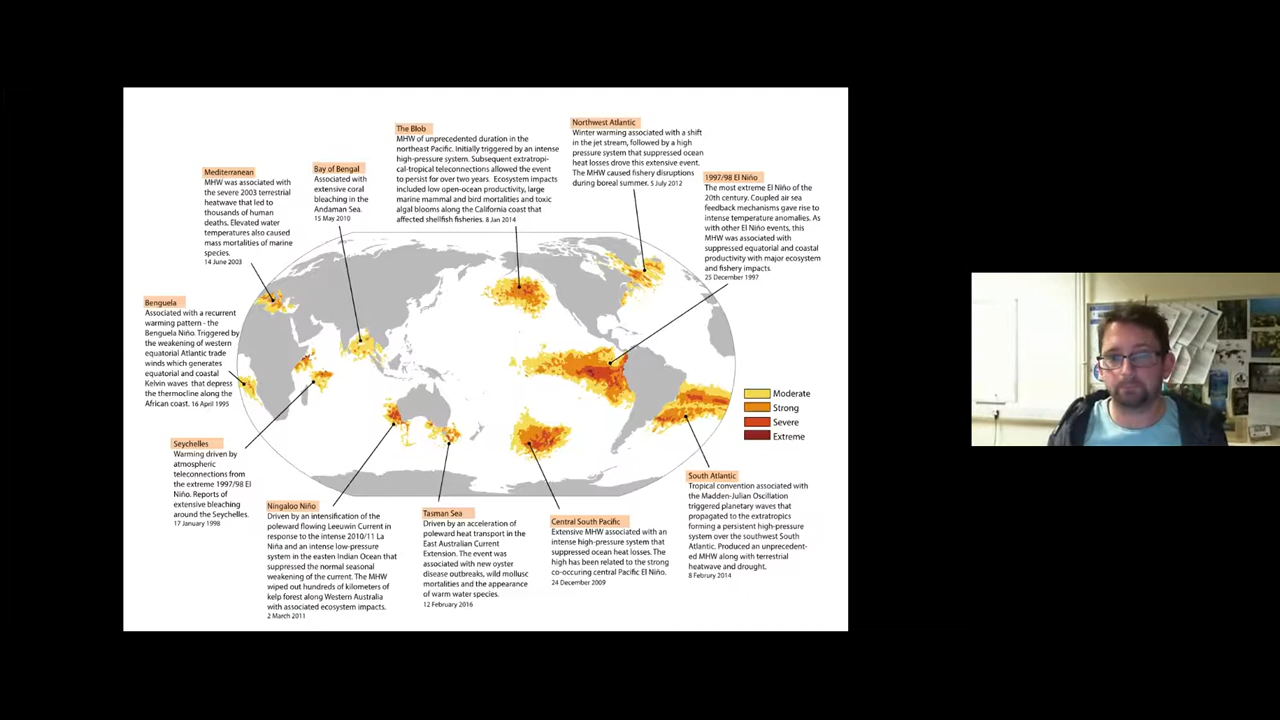 The Blob
MHW of unprecedented duration in the
northeast Pacific. Initially triggered by an intense
high-pressure system. Subsequent extratropi-
cal-tropical teleconnections allowed the event
to persist for over two years. Ecosystem impacts
included low open-ocean productivity, large
marine mammal and bird mortalities and toxic
algal blooms along the California coast that
affected shellfish fisheries. 8 Jan 2014
Northwest Atlantic
Winter warming associated with a shift
in the jet stream, followed by a high
pressure system that suppressed ocean
heat losses drove this extensive event.
The MHW caused fishery disruptions
during boreal summer. 5 July 2012
Mediterranean
MHW was associated with
the severe 2003 terrestrial
heatwave that led to
thousands of human
deaths. Elevated water
temperatures also caused
mass mortalities of marine
species.
14 June 2003
Bay of Bengal
Associated with
extensive coral
bleaching in the
Andaman Sea.
15 May 2010
1997/98 El Niño
The most extreme El Niño of the
20th century. Coupled air sea
feedback mechanisms gave rise to
intense temperature anomalies. As
with other El Niño events, this
MHW was associated with
suppressed equatorial and coastal
productivity with major ecosystem
and fishery impacts.
25 December 1997
Benguela
Associated with a recurrent
warming pattern - the
Benguela Niño. Triggered by
the weakening of western
equatorial Atlantic trade
winds which generates
equatorial and coastal
Kelvin waves that depress
the thermocline along the
African coast. 16 April 1995
Moderate
Strong
Severe
Extreme
Seychelles
Warming driven by
atmospheric
teleconnections from
the extreme 1997/98 El
Niño. Reports of
extensive bleaching
around the Seychelles.
17 January 1998
Ningaloo Niño
Driven by an intensification of the
poleward flowing Leeuwin Current in
response to the intense 2010/11 La
Niña and an intense low-pressure
system in the easten Indian Ocean that
suppressed the normal seasonal
weakening of the current. The MHW
wiped out hundreds of kilometers of
kelp forest along Western Australia
with associated ecosystem impacts.
2 March 2011
Tasman Sea
Driven by an acceleration of
poleward heat transport in the
East Australian Current
Extension. The event was
associated with new oyster
disease outbreaks, wild mollusc
mortalities and the appearance
of warm water species.
12 February 2016
Central South Pacific
Extensive MHW associated with an
intense high-pressure system that
suppressed ocean heat losses. The
high has been related to the strong
co-occuring central Pacific El Niño.
24 December 2009
South Atlantic
Tropical convention associated with
the Madden-Julian Oscillation
triggered planetary waves that
propagated to the extratropics
forming a persistent high-pressure
system over the southwest South
Atlantic. Produced an unprecedent-
ed MHW along with terrestrial
heatwave and drought.
8 Februry 2014